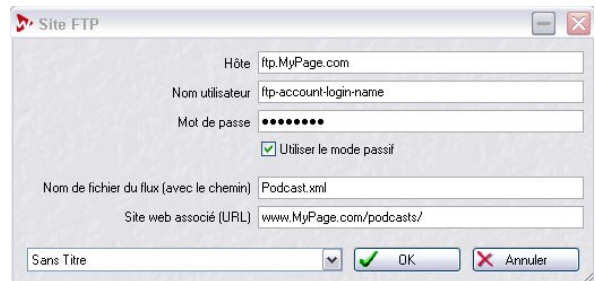 Site FTP
Hôte ftp.MyPage.com
Nom utilisateur ftp-account-login-name
Mot de passe ●●●●●●●●
Utiliser le mode passif
Nom de fichier du flux (avec le chemin) Podcast.xml
Site web associé (URL) www.MyPage.com/podcasts/
Sans Titre OK Annuler